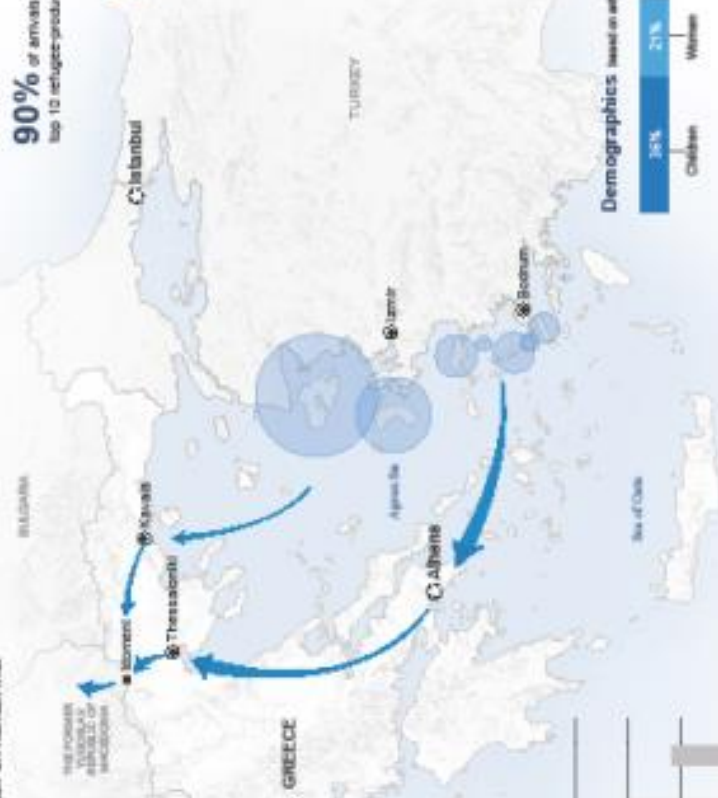 90% of arrivals
top 10 refugee-produ
Istanbul
TURKEY
BULGARIA
Kavala
Idomeni
Thessaloniki
THE FORMER
YUGOSLAV
REPUBLIC OF
MACEDONIA
Izmir
Aegean Sea
Bodrum
Athens
GREECE
Sea of Crete
Demographics
36%
21%
Children
Women